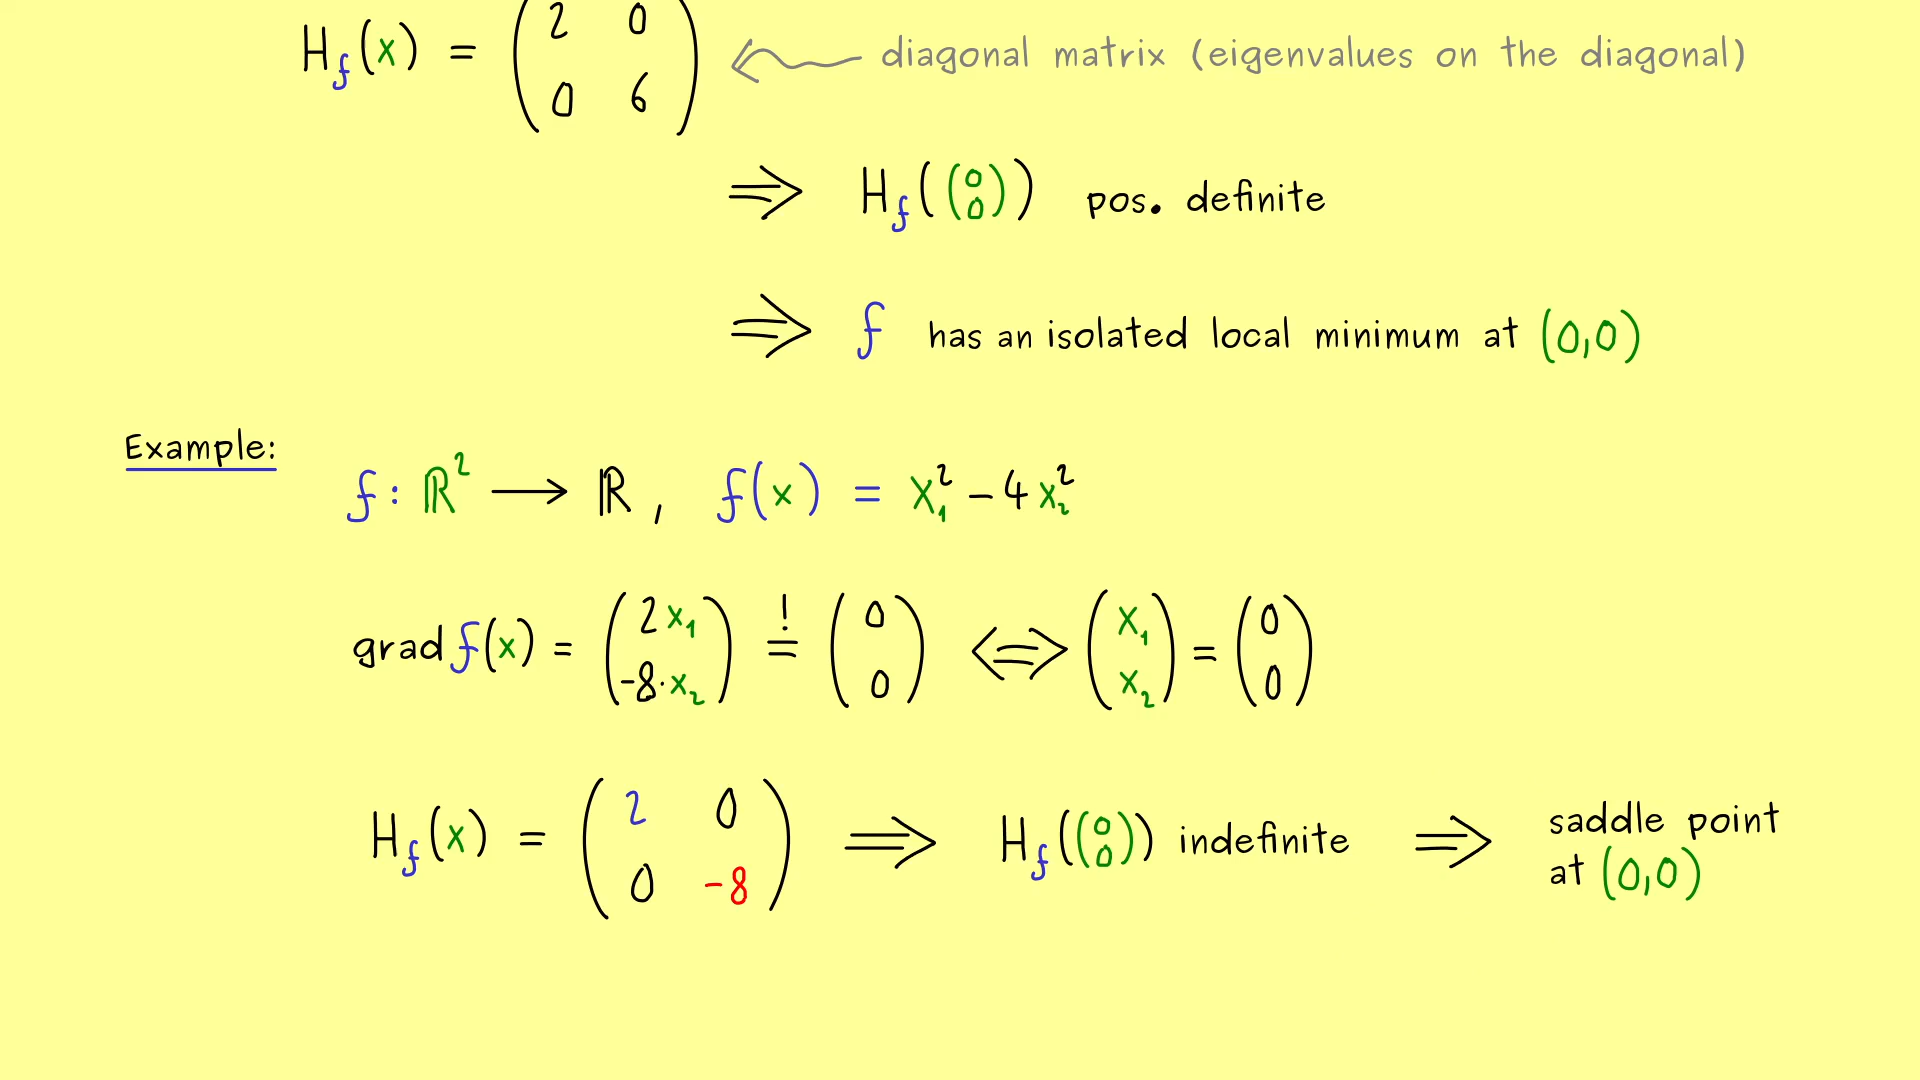 H_f(x) = ( 2 0 ; 0 6 ) ← diagonal matrix (eigenvalues on the diagonal)
⇒ H_f((0 ; 0)) pos. definite
⇒ f has an isolated local minimum at (0,0)
Example:
f: ℝ² → ℝ, f(x) = x₁² − 4x₂²
grad f(x) = ( 2x₁ ; -8·x₂ ) =! ( 0 ; 0 ) ⇔ ( x₁ ; x₂ ) = ( 0 ; 0 )
H_f(x) = ( 2 0 ; 0 -8 ) ⇒ H_f((0 ; 0)) indefinite ⇒ saddle point
at (0,0)